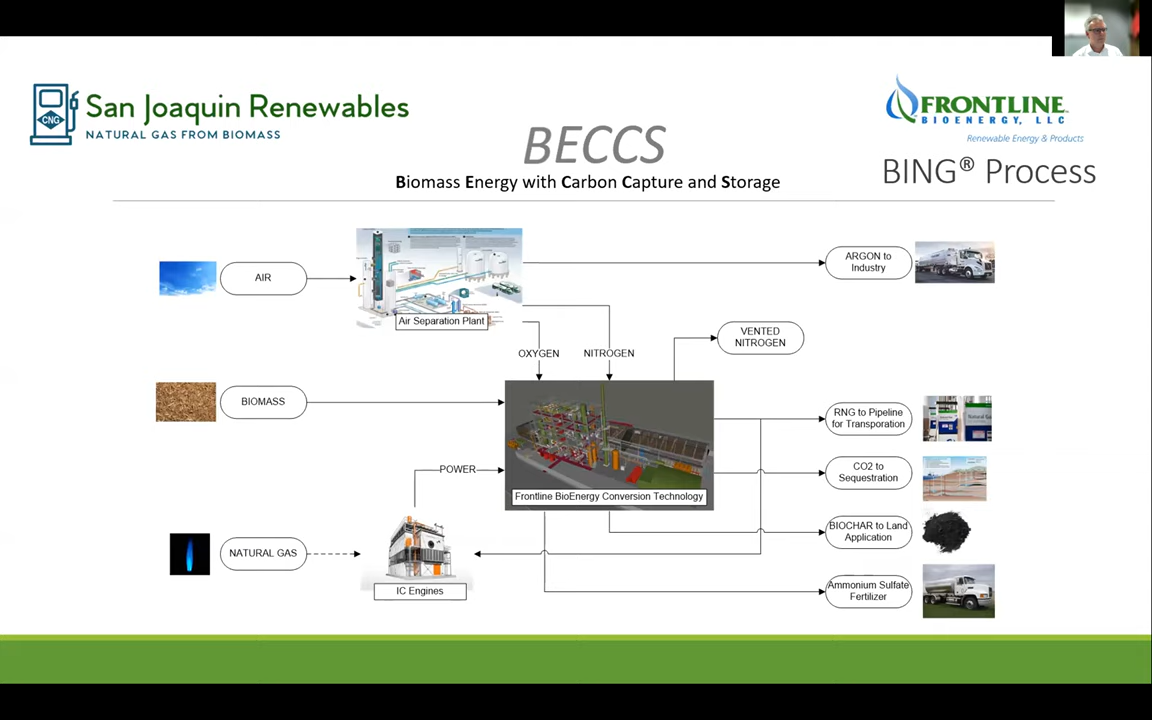 San Joaquin Renewables
NATURAL GAS FROM BIOMASS
CNG
FRONTLINE
BIOENERGY, LLC
Renewable Energy & Products
BECCS
Biomass Energy with Carbon Capture and Storage
BING® Process
AIR
Air Separation Plant
ARGON to
Industry
VENTED
NITROGEN
OXYGEN
NITROGEN
BIOMASS
RNG to Pipeline
for Transporation
POWER
CO2 to
Sequestration
Frontline BioEnergy Conversion Technology
BIOCHAR to Land
Application
NATURAL GAS
IC Engines
Ammonium Sulfate
Fertilizer